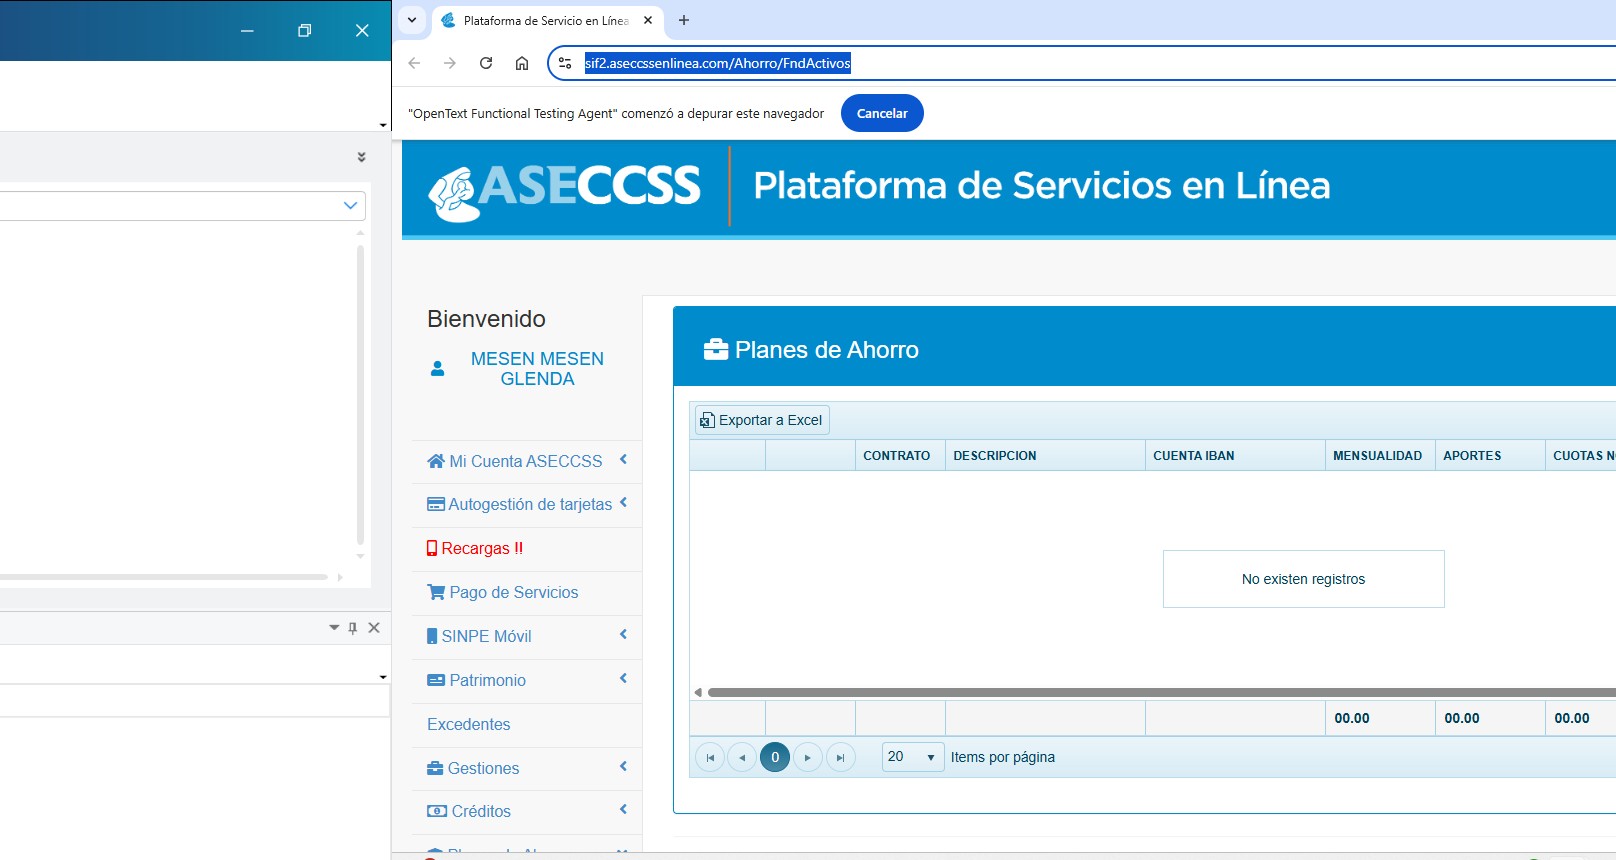 Plataforma de Servicio en Línea
sif2.aseccssenlinea.com/Ahorro/FndActivos
"OpenText Functional Testing Agent" comenzó a depurar este navegador
Cancelar
ASECCSS
Plataforma de Servicios en Línea
Bienvenido
MESEN MESEN
GLENDA
Mi Cuenta ASECCSS
Autogestión de tarjetas
Recargas !!
Pago de Servicios
SINPE Móvil
Patrimonio
Excedentes
Gestiones
Créditos
Planes de Ahorro
Exportar a Excel
CONTRATO DESCRIPCION CUENTA IBAN MENSUALIDAD APORTES CUOTAS
No existen registros
00.00 00.00 00.00
0 20 Items por página